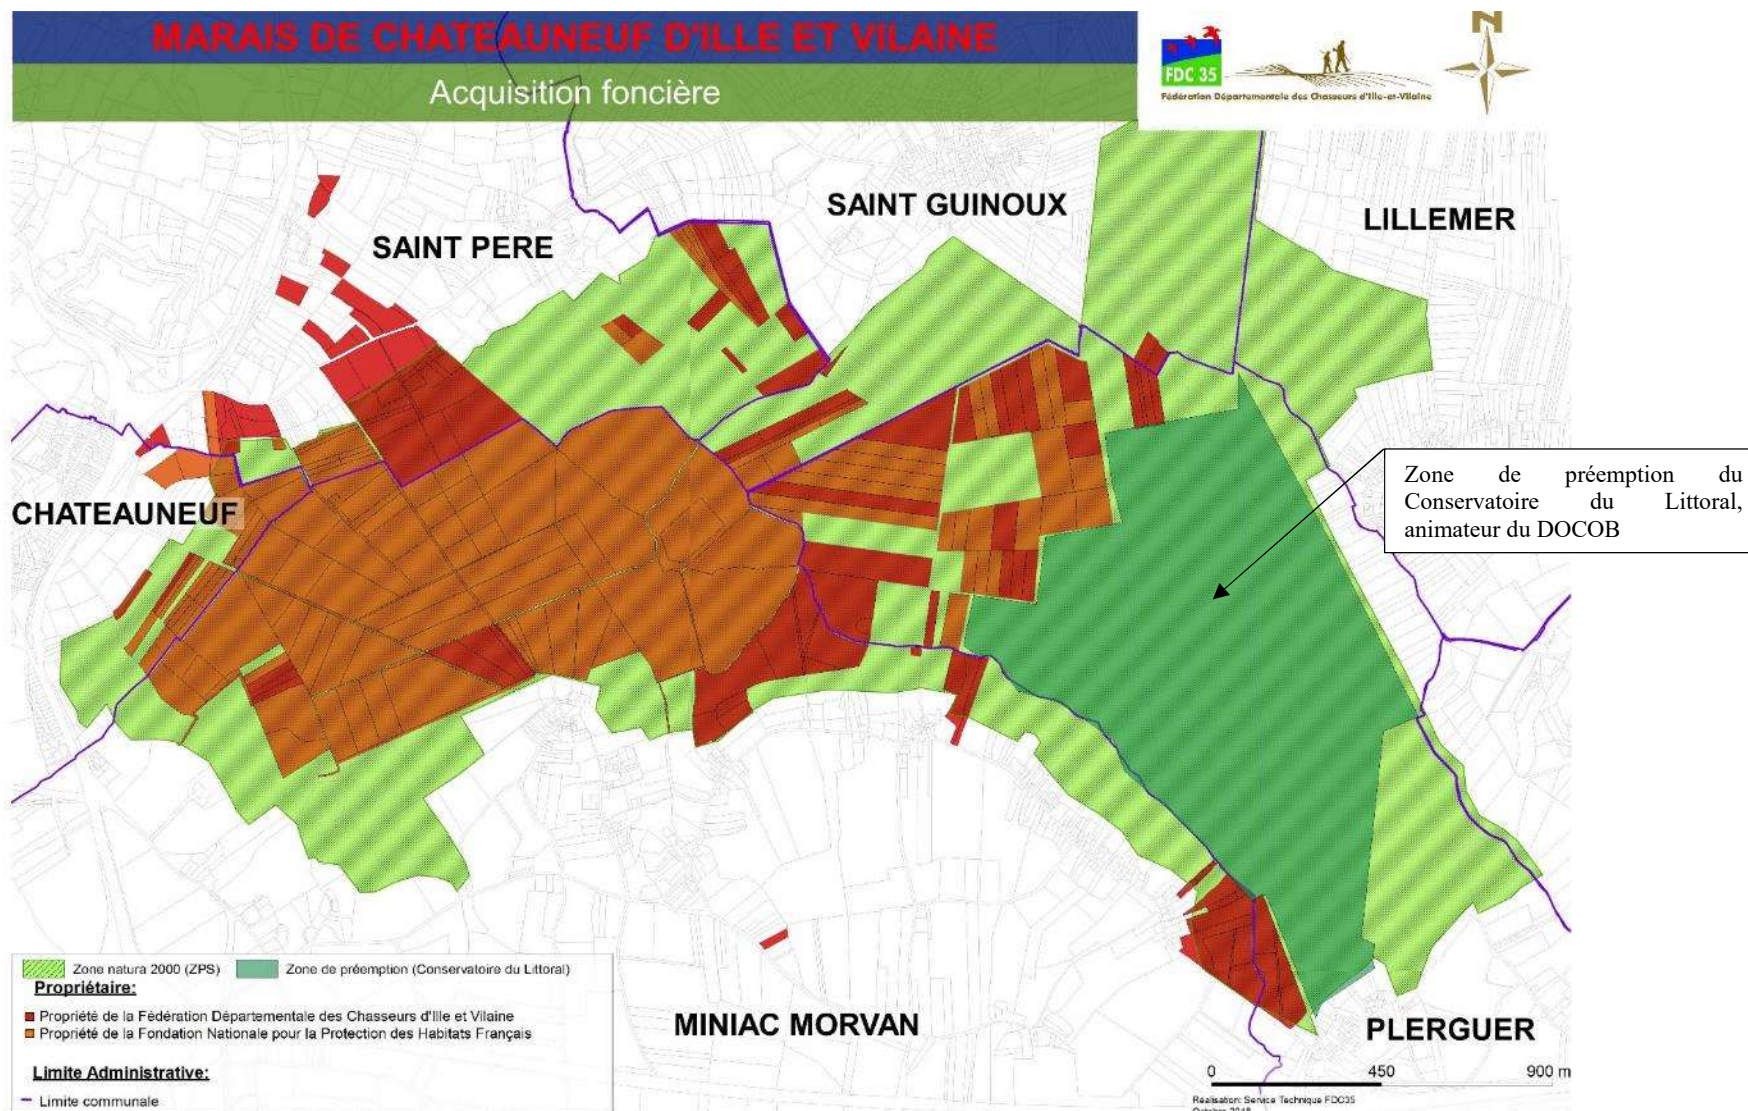 MARAIS DE CHATEAUNEUF D'ILLE ET VILAINE
Acquisition foncière
FDC 35
Fédération Départementale des Chasseurs d'Ille-et-Vilaine
N
SAINT GUINOUX
LILLEMER
SAINT PERE
CHATEAUNEUF
Zone de préemption du
Conservatoire du Littoral,
animateur du DOCOB
MINIAC MORVAN
PLERGUER
Zone natura 2000 (ZPS)
Zone de préemption (Conservatoire du Littoral)
Propriétaire:
Propriété de la Fédération Départementale des Chasseurs d'Ille et Vilaine
Propriété de la Fondation Nationale pour la Protection des Habitats Français
Limite Administrative:
Limite communale
0 450 900 m
Réalisation: Service Technique FDC35